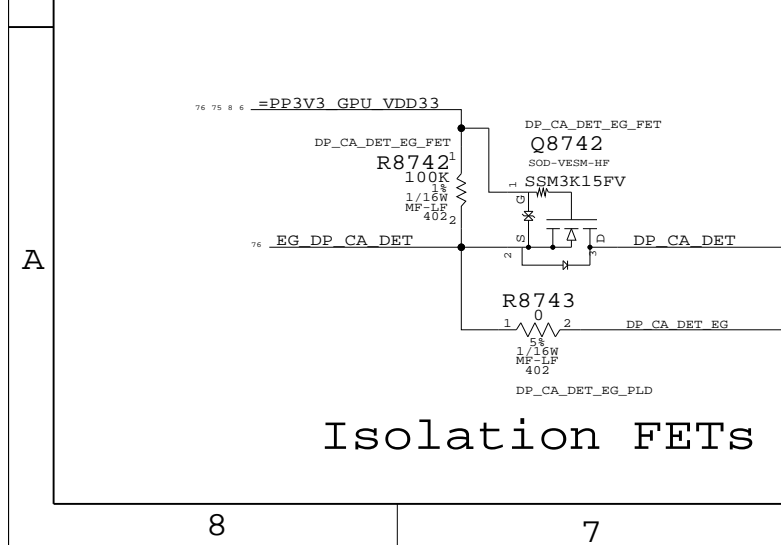 76 75 8 6 =PP3V3_GPU_VDD33
DP_CA_DET_EG_FET
R8742
1
100K
1%
1/16W
MF-LF
402
2
DP_CA_DET_EG_FET
Q8742
SOD-VESM-HF
SSM3K15FV
1
G
S
D
2
3
76 EG_DP_CA_DET
DP_CA_DET
R8743
0
1
2
5%
1/16W
MF-LF
402
DP_CA_DET_EG
DP_CA_DET_EG_PLD
A
Isolation FETs
8
7